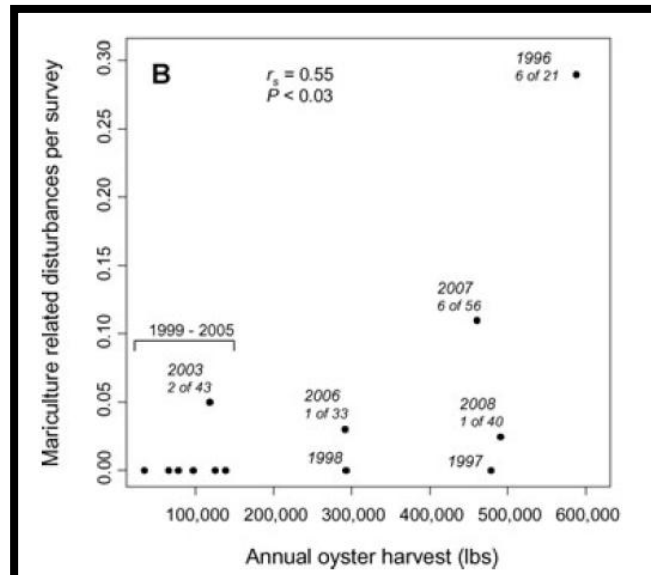 B
rs = 0.55
P < 0.03
1996
6 of 21
2007
6 of 56
1999 - 2005
2003
2 of 43
2006
1 of 33
2008
1 of 40
1998
1997
Mariculture related disturbances per survey
0.30
0.25
0.20
0.15
0.10
0.05
0.00
100,000 200,000 300,000 400,000 500,000 600,000
Annual oyster harvest (lbs)